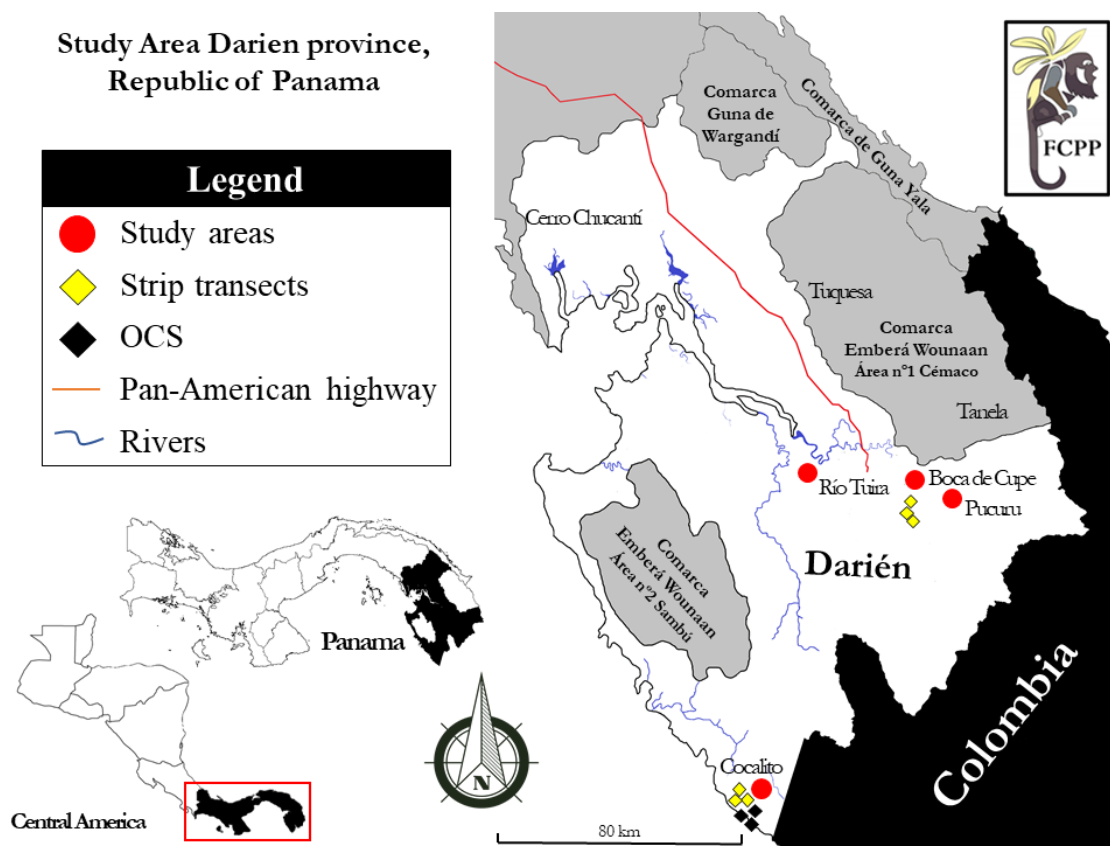 Study Area Darien province,
Republic of Panama
Legend
Study areas
Strip transects
OCS
Pan-American highway
Rivers
FCPP
Comarca
Guna de
Wargandí
Comarca de Guna Yala
Cerro Chucantí
Tuquesa
Comarca
Emberá Wounaan
Área nº1 Cémaco
Tanela
Río Tuira
Boca de Cupe
Pucuru
Darién
Comarca
Emberá Wounaan
Área nº2 Sambú
Panama
Colombia
Cocalito
N
Central America
80 km